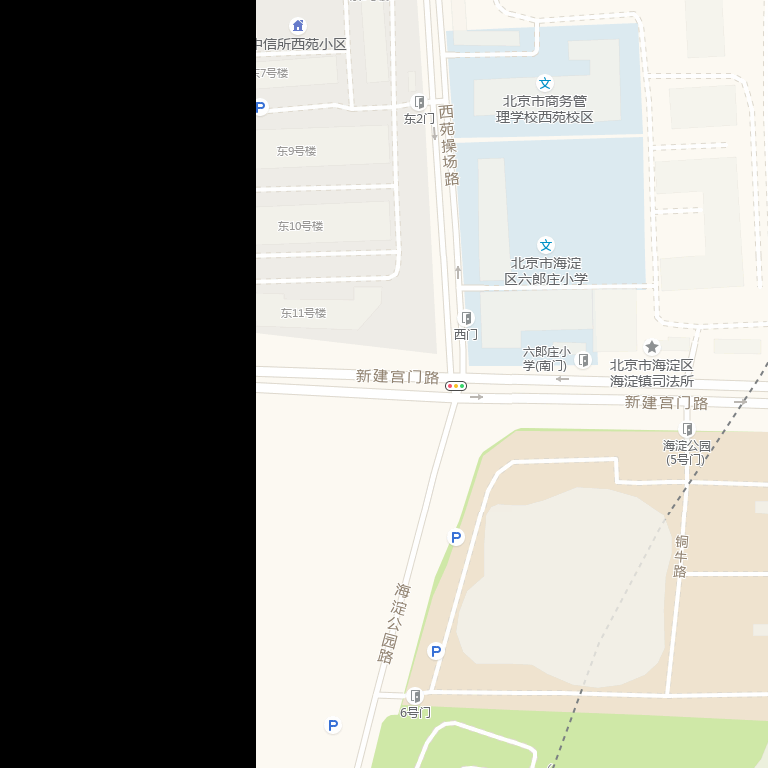 中信所西苑小区
东7号楼
P
东2门
西苑操场路
北京市商务管
理学校西苑校区
东9号楼
东10号楼
北京市海淀
区六郎庄小学
东11号楼
西门
六郎庄小
学(南门)
北京市海淀区
海淀镇司法所
新建宫门路
新建宫门路
海淀公园
(5号门)
P
铜牛路
海淀公园路
P
6号门
P